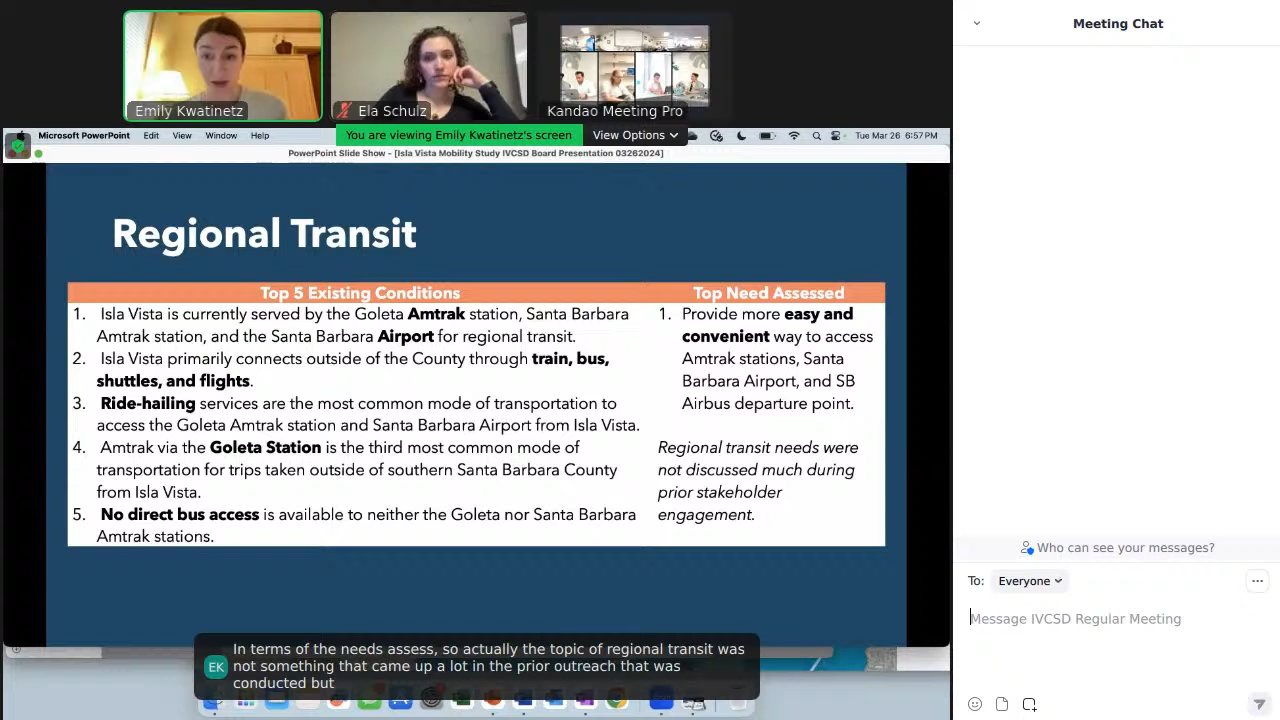 Emily Kwatinetz
Ela Schulz
Kandao Meeting Pro
Meeting Chat
Microsoft PowerPoint Edit View Window Help
You are viewing Emily Kwatinetz's screen
View Options
Tue Mar 26 6:57 PM
PowerPoint Slide Show - [Isla Vista Mobility Study IVCSD Board Presentation 03262024]
Regional Transit
Top 5 Existing Conditions
1. Isla Vista is currently served by the Goleta Amtrak station, Santa Barbara
Amtrak station, and the Santa Barbara Airport for regional transit.
2. Isla Vista primarily connects outside of the County through train, bus,
shuttles, and flights.
3. Ride-hailing services are the most common mode of transportation to
access the Goleta Amtrak station and Santa Barbara Airport from Isla Vista.
4. Amtrak via the Goleta Station is the third most common mode of
transportation for trips taken outside of southern Santa Barbara County
from Isla Vista.
5. No direct bus access is available to neither the Goleta nor Santa Barbara
Amtrak stations.
Top Need Assessed
1. Provide more easy and
convenient way to access
Amtrak stations, Santa
Barbara Airport, and SB
Airbus departure point.
Regional transit needs were
not discussed much during
prior stakeholder
engagement.
EK
In terms of the needs assess, so actually the topic of regional transit was
not something that came up a lot in the prior outreach that was
conducted but
Who can see your messages?
To: Everyone
Message IVCSD Regular Meeting